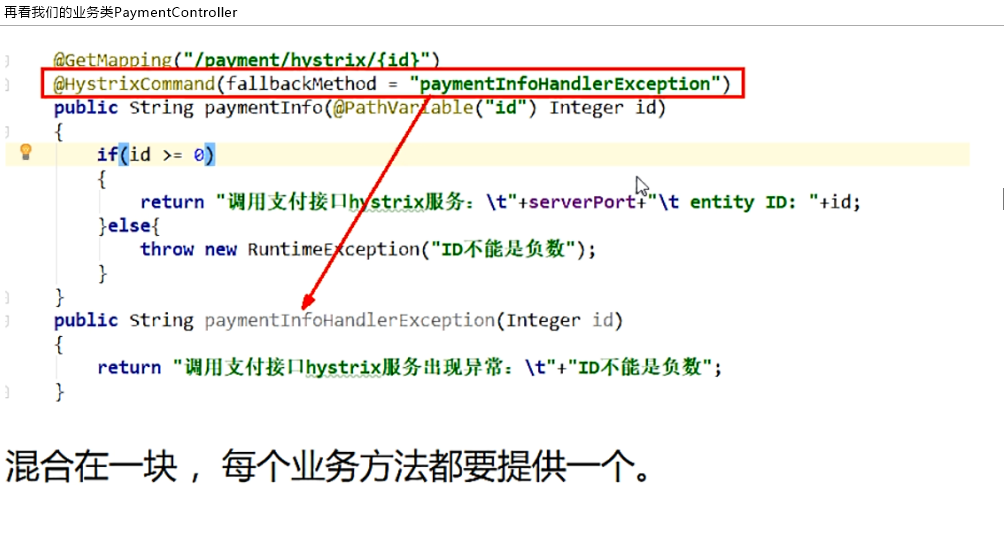 再看我们的业务类PaymentController
@GetMapping("/payment/hystrix/{id}")
@HystrixCommand(fallbackMethod = "paymentInfoHandlerException")
public String paymentInfo(@PathVariable("id") Integer id)
{
if(id >= 0)
{
return "调用支付接口hystrix服务：\t"+serverPort+"\t entity ID: "+id;
}else{
throw new RuntimeException("ID不能是负数");
}
}
public String paymentInfoHandlerException(Integer id)
{
return "调用支付接口hystrix服务出现异常：\t"+"ID不能是负数";
}
混合在一块 ，每个业务方法都要提供一个。